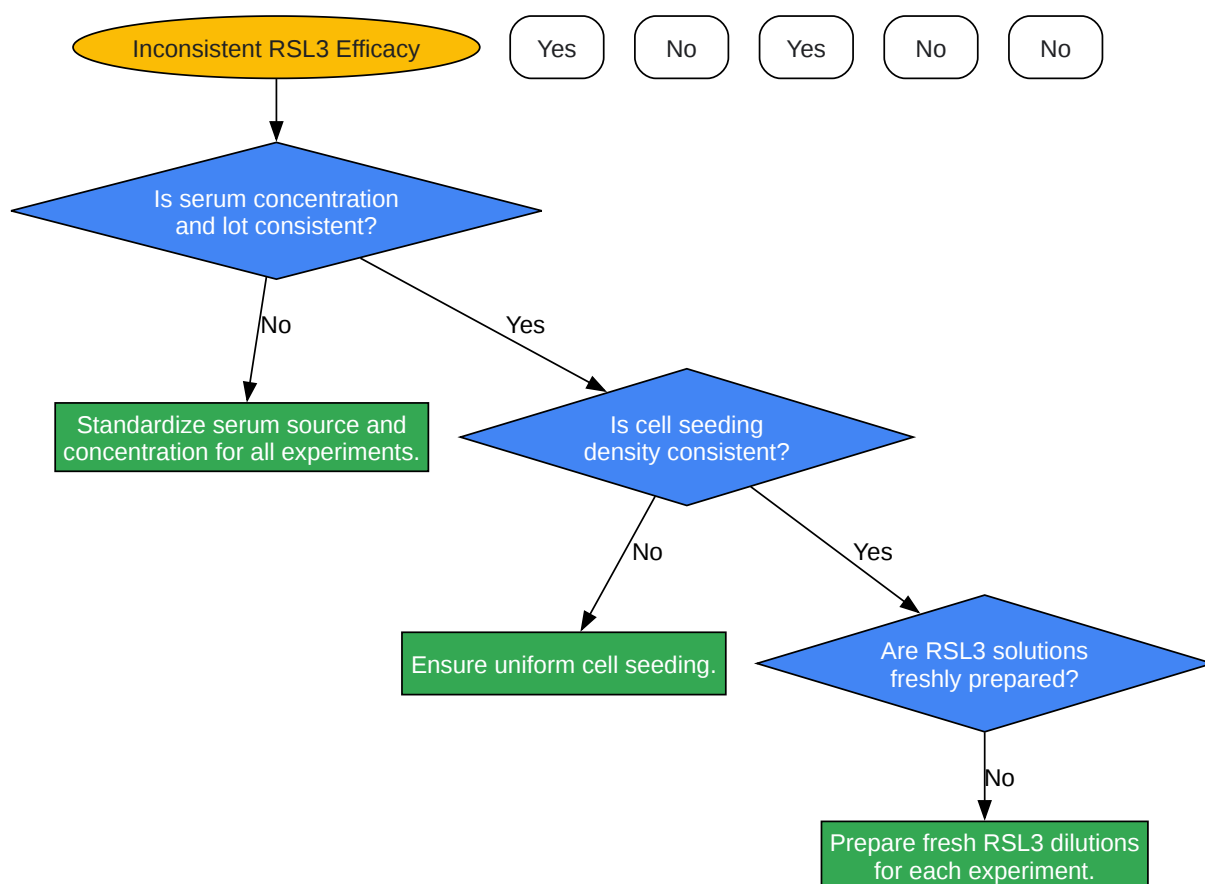 Inconsistent RSL3 Efficacy
Yes
No
Yes
No
No
Is serum concentration
and lot consistent?
No
Yes
Standardize serum source and
concentration for all experiments.
Is cell seeding
density consistent?
No
Yes
Ensure uniform cell seeding.
Are RSL3 solutions
freshly prepared?
No
Prepare fresh RSL3 dilutions
for each experiment.